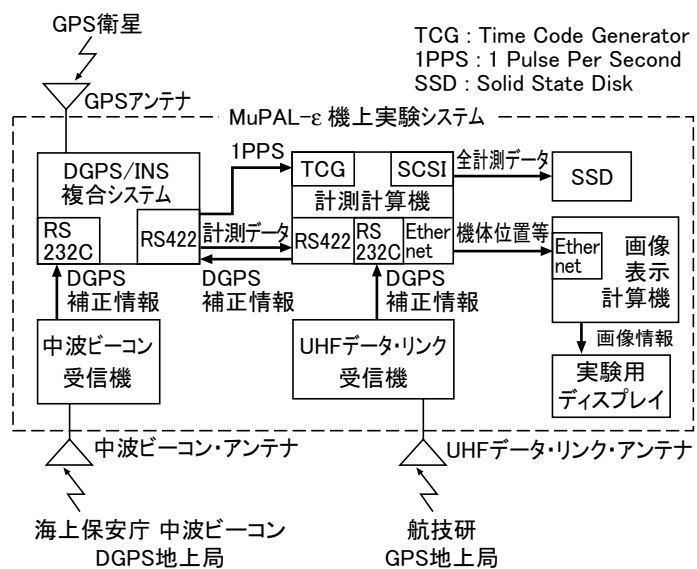 GPS衛星
TCG : Time Code Generator
1PPS : 1 Pulse Per Second
SSD : Solid State Disk
GPSアンテナ
MuPAL-ε 機上実験システム
DGPS/INS
複合システム
RS
232C
RS422
1PPS
計測データ
DGPS
補正情報
TCG
SCSI
計測計算機
RS422
RS
232C
Ether
net
全計測データ
SSD
機体位置等
Ether
net
画像
表示
計算機
DGPS
補正情報
DGPS
補正情報
画像情報
中波ビーコン
受信機
UHFデータ・リンク
受信機
実験用
ディスプレイ
中波ビーコン・アンテナ
UHFデータ・リンク・アンテナ
海上保安庁 中波ビーコン
DGPS地上局
航技研
GPS地上局